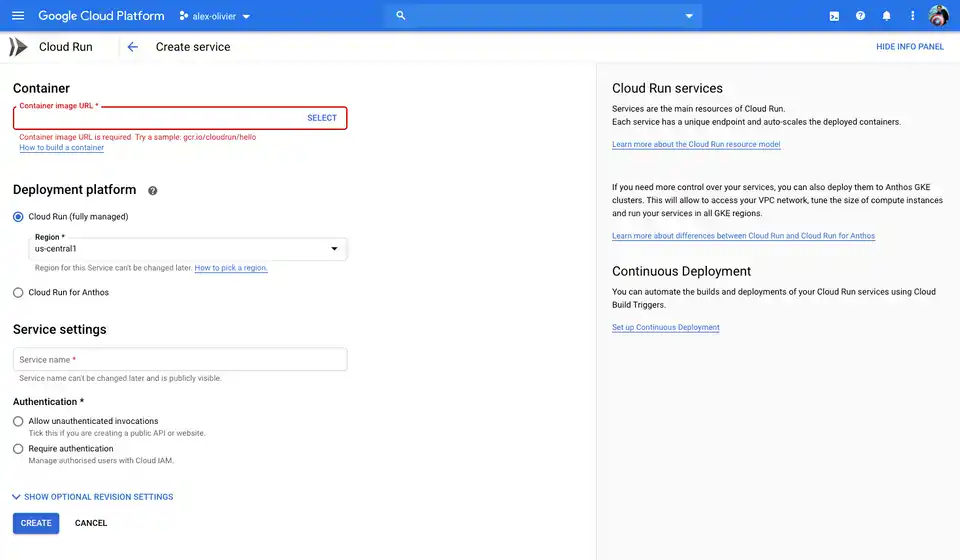 Google Cloud Platform
alex-olivier
Cloud Run
Create service
HIDE INFO PANEL
Container
Container image URL *
SELECT
Container image URL is required. Try a sample: gcr.io/cloudrun/hello
How to build a container
Deployment platform
Cloud Run (fully managed)
Region *
us-central1
Region for this Service can't be changed later. How to pick a region.
Cloud Run for Anthos
Service settings
Service name *
Service name can't be changed later and is publicly visible.
Authentication *
Allow unauthenticated invocations
Tick this if you are creating a public API or website.
Require authentication
Manage authorised users with Cloud IAM.
SHOW OPTIONAL REVISION SETTINGS
CREATE
CANCEL
Cloud Run services
Services are the main resources of Cloud Run.
Each service has a unique endpoint and auto-scales the deployed containers.
Learn more about the Cloud Run resource model
If you need more control over your services, you can also deploy them to Anthos GKE
clusters. This will allow to access your VPC network, tune the size of compute instances
and run your services in all GKE regions.
Learn more about differences between Cloud Run and Cloud Run for Anthos
Continuous Deployment
You can automate the builds and deployments of your Cloud Run services using Cloud
Build Triggers.
Set up Continuous Deployment